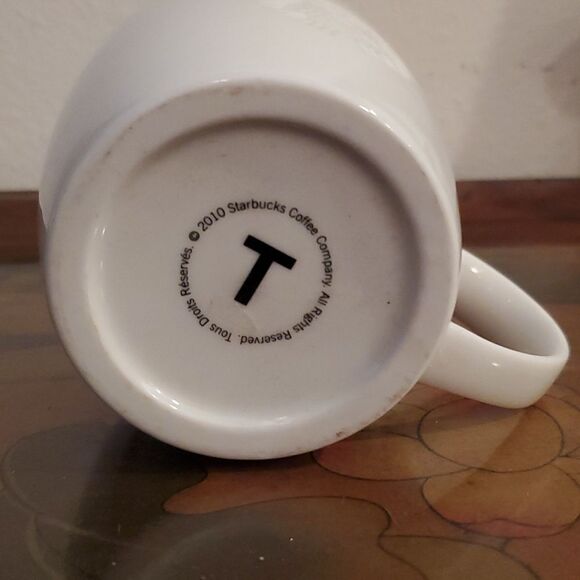 © 2010 Starbucks Coffee Company. All Rights Reserved. Tous Droits Réservés.
T